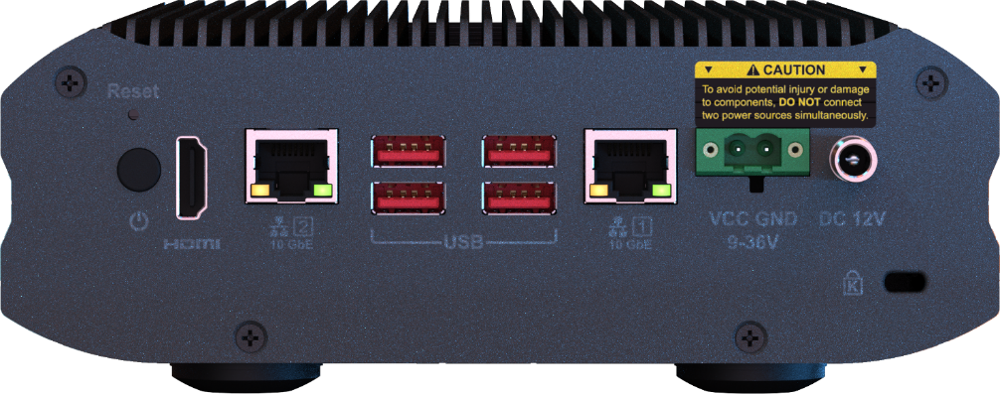 Reset
CAUTION
To avoid potential injury or damage
to components, DO NOT connect
two power sources simultaneously.
HDMI
2
10 GbE
USB
1
10 GbE
VCC GND
9-36V
DC 12V
K